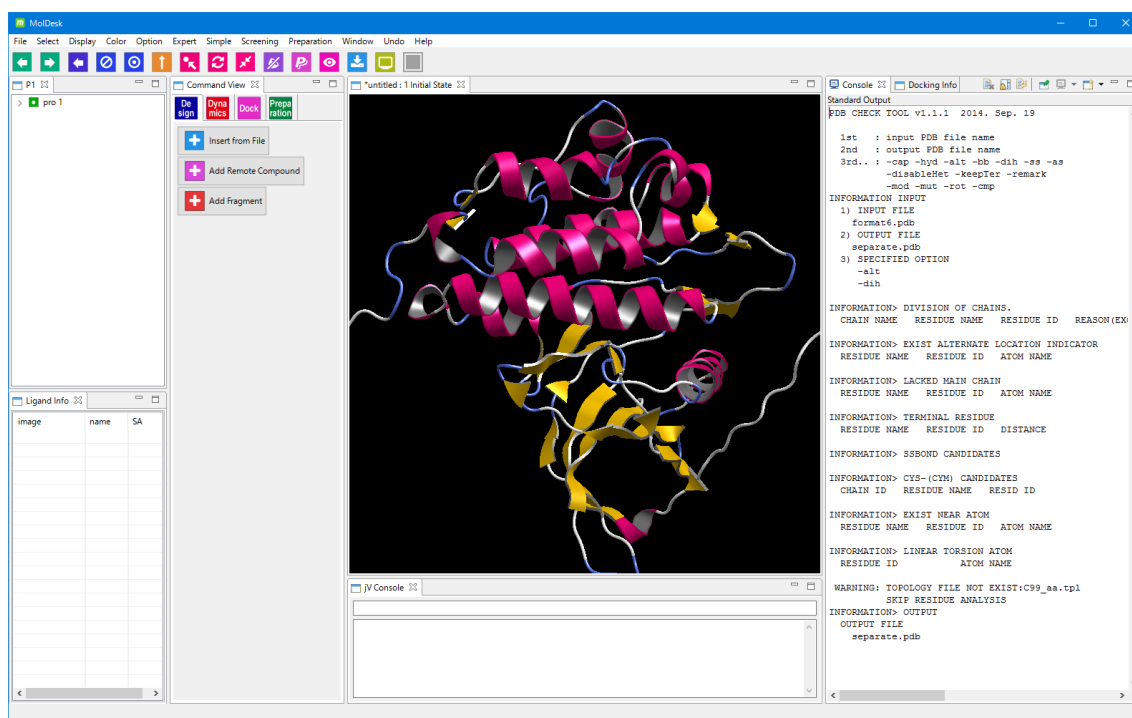 MolDesk
File Select Display Color Option Expert Simple Screening Preparation Window Undo Help
P1
pro 1
Command View
De
sign
Dyna
mics
Dock
Prepa
ration
Insert from File
Add Remote Compound
Add Fragment
Ligand Info
image name SA
*untitled : 1 Initial State
jV Console
Console
Docking Info
Standard Output
PDB CHECK TOOL v1.1.1 2014. Sep. 19
1st : input PDB file name
2nd : output PDB file name
3rd.. : -cap -hyd -alt -bb -dih -ss -as
-disableHet -keepTer -remark
-mod -mut -rot -cmp
INFORMATION INPUT
1) INPUT FILE
format6.pdb
2) OUTPUT FILE
separate.pdb
3) SPECIFIED OPTION
-alt
-dih
INFORMATION> DIVISION OF CHAINS.
CHAIN NAME RESIDUE NAME RESIDUE ID REASON(EX
INFORMATION> EXIST ALTERNATE LOCATION INDICATOR
RESIDUE NAME RESIDUE ID ATOM NAME
INFORMATION> LACKED MAIN CHAIN
RESIDUE NAME RESIDUE ID ATOM NAME
INFORMATION> TERMINAL RESIDUE
RESIDUE NAME RESIDUE ID DISTANCE
INFORMATION> SSBOND CANDIDATES
INFORMATION> CYS-(CYM) CANDIDATES
CHAIN ID RESIDUE NAME RESID ID
INFORMATION> EXIST NEAR ATOM
RESIDUE NAME RESIDUE ID ATOM NAME
INFORMATION> LINEAR TORSION ATOM
RESIDUE ID ATOM NAME
WARNING: TOPOLOGY FILE NOT EXIST:C99_aa.tpl
SKIP RESIDUE ANALYSIS
INFORMATION> OUTPUT
OUTPUT FILE
separate.pdb